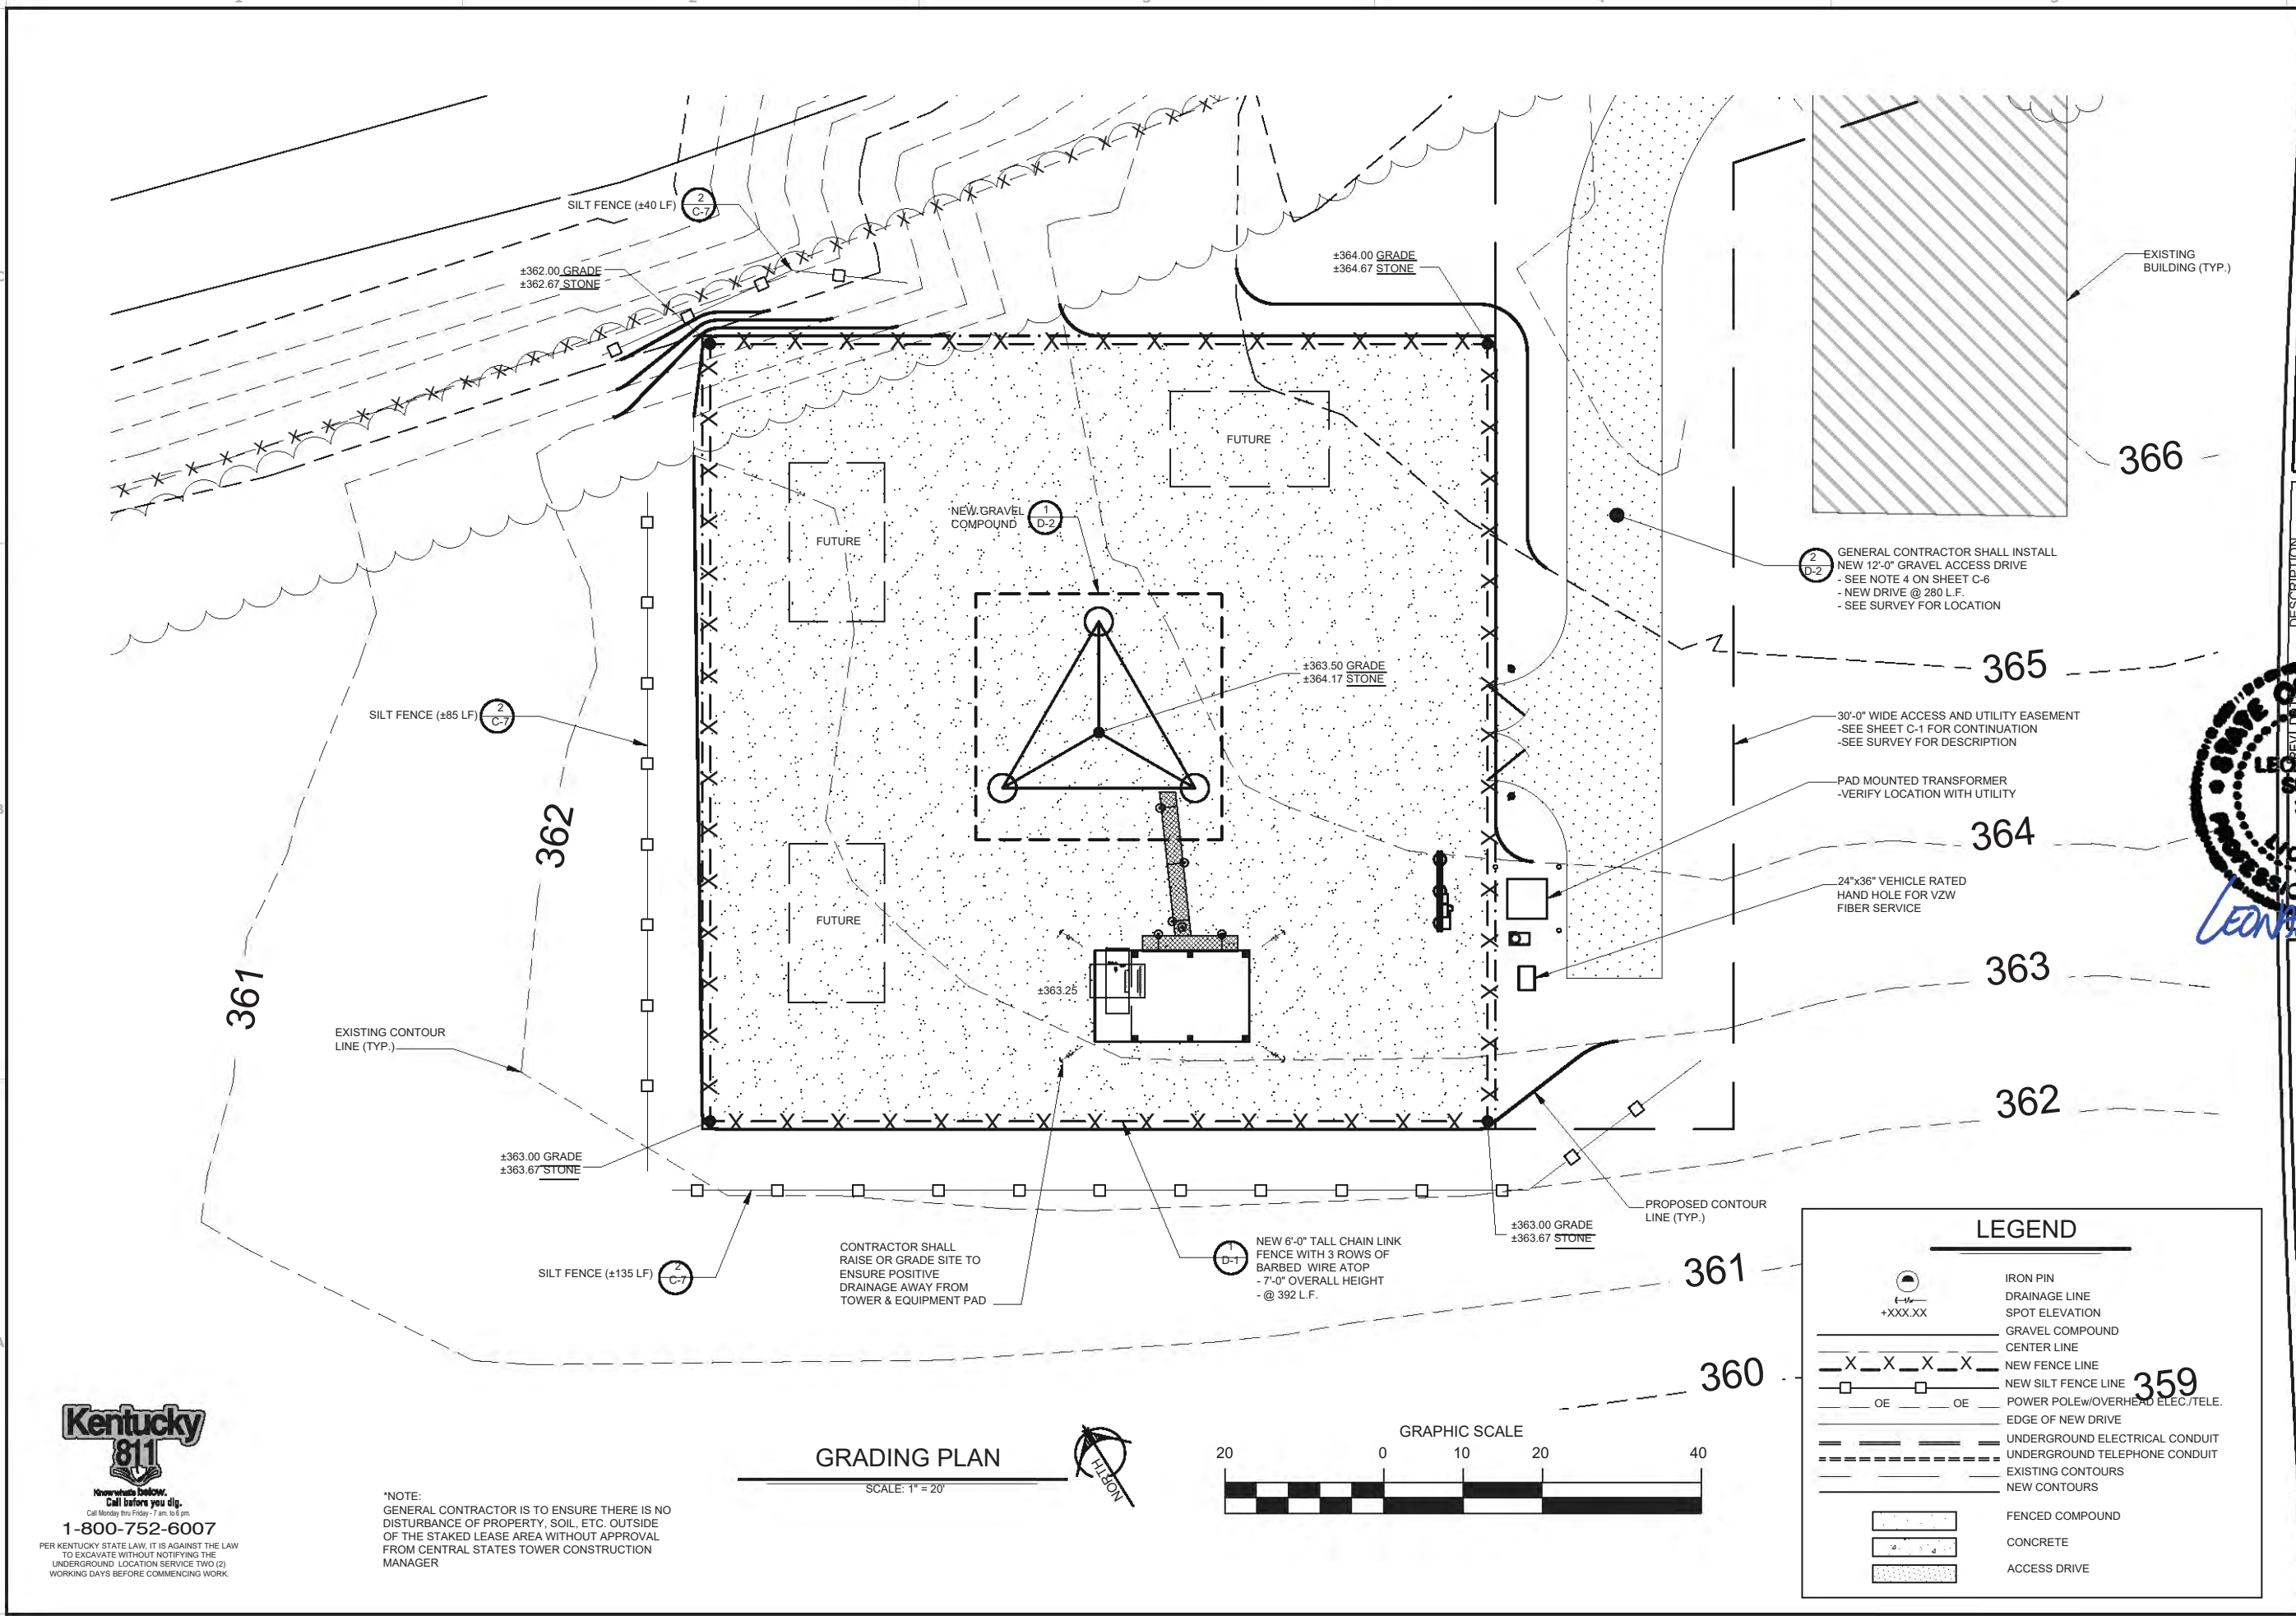 SILT FENCE (±40 LF)
2
C-7
±362.00 GRADE
±362.67 STONE
±364.00 GRADE
±364.67 STONE
EXISTING
BUILDING (TYP.)
366
FUTURE
NEW GRAVEL
COMPOUND
1
D-2
FUTURE
2
D-2
GENERAL CONTRACTOR SHALL INSTALL
NEW 12'-0" GRAVEL ACCESS DRIVE
- SEE NOTE 4 ON SHEET C-6
- NEW DRIVE @ 280 L.F.
- SEE SURVEY FOR LOCATION
DESCRIPTION
±363.50 GRADE
±364.17 STONE
365
SILT FENCE (±85 LF)
2
C-7
30'-0" WIDE ACCESS AND UTILITY EASEMENT
-SEE SHEET C-1 FOR CONTINUATION
-SEE SURVEY FOR DESCRIPTION
PAD MOUNTED TRANSFORMER
-VERIFY LOCATION WITH UTILITY
362
364
24"x36" VEHICLE RATED
HAND HOLE FOR VZW
FIBER SERVICE
FUTURE
361
±363.25
363
EXISTING CONTOUR
LINE (TYP.)
362
±363.00 GRADE
±363.67 STONE
PROPOSED CONTOUR
LINE (TYP.)
±363.00 GRADE
±363.67 STONE
SILT FENCE (±135 LF)
2
C-7
CONTRACTOR SHALL
RAISE OR GRADE SITE TO
ENSURE POSITIVE
DRAINAGE AWAY FROM
TOWER & EQUIPMENT PAD
1
D-1
NEW 6'-0" TALL CHAIN LINK
FENCE WITH 3 ROWS OF
BARBED WIRE ATOP
- 7'-0" OVERALL HEIGHT
- @ 392 L.F.
361
360
LEGEND
IRON PIN
DRAINAGE LINE
+XXX.XX SPOT ELEVATION
GRAVEL COMPOUND
CENTER LINE
X X X X NEW FENCE LINE
NEW SILT FENCE LINE
359
OE OE POWER POLEw/OVERHEAD ELEC./TELE.
EDGE OF NEW DRIVE
UNDERGROUND ELECTRICAL CONDUIT
UNDERGROUND TELEPHONE CONDUIT
EXISTING CONTOURS
NEW CONTOURS
FENCED COMPOUND
CONCRETE
ACCESS DRIVE
Kentucky
811
Know what's below.
Call before you dig.
Call Monday thru Friday - 7 am. to 6 pm.
1-800-752-6007
PER KENTUCKY STATE LAW, IT IS AGAINST THE LAW
TO EXCAVATE WITHOUT NOTIFYING THE
UNDERGROUND LOCATION SERVICE TWO (2)
WORKING DAYS BEFORE COMMENCING WORK.
*NOTE:
GENERAL CONTRACTOR IS TO ENSURE THERE IS NO
DISTURBANCE OF PROPERTY, SOIL, ETC. OUTSIDE
OF THE STAKED LEASE AREA WITHOUT APPROVAL
FROM CENTRAL STATES TOWER CONSTRUCTION
MANAGER
GRADING PLAN
SCALE: 1" = 20'
NORTH
GRAPHIC SCALE
20 0 10 20 40